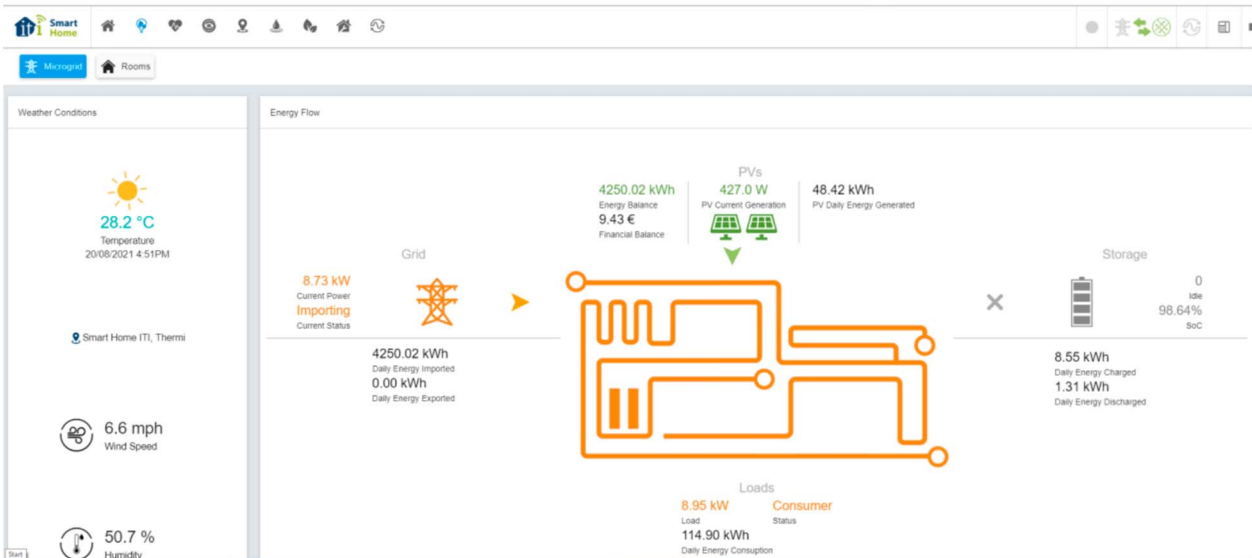 iti Smart
Home
Microgrid
Rooms
Weather Conditions
28.2 °C
Temperature
20/08/2021 4:51PM
Smart Home ITI, Thermi
6.6 mph
Wind Speed
50.7 %
Humidity
Start
Energy Flow
PVs
4250.02 kWh
Energy Balance
9.43 €
Financial Balance
427.0 W
PV Current Generation
48.42 kWh
PV Daily Energy Generated
Grid
8.73 kW
Current Power
Importing
Current Status
4250.02 kWh
Daily Energy Imported
0.00 kWh
Daily Energy Exported
Storage
0
Idle
98.64%
SoC
8.55 kWh
Daily Energy Charged
1.31 kWh
Daily Energy Discharged
Loads
8.95 kW
Load
Consumer
Status
114.90 kWh
Daily Energy Consuption